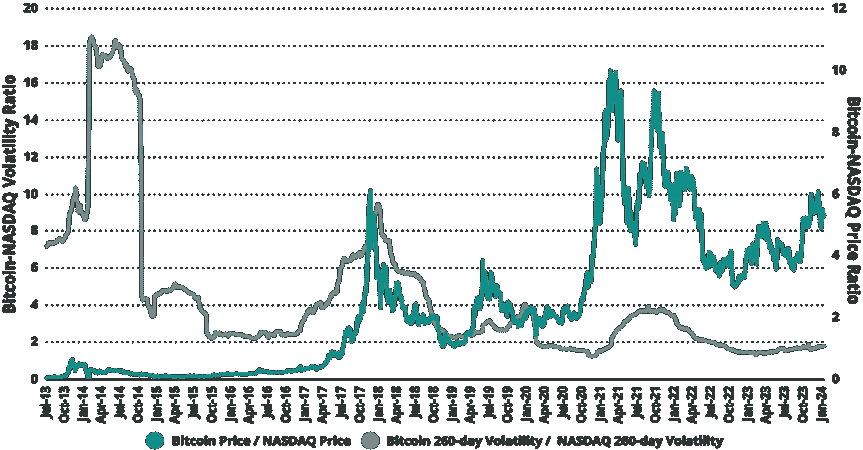 20
18
16
14
12
10
8
6
4
2
0
Bitcoin-NASDAQ Volatility Ratio
12
10
8
6
4
2
0
Bitcoin-NASDAQ Price Ratio
Jul-13
Oct-13
Jan-14
Apr-14
Jul-14
Oct-14
Jan-15
Apr-15
Jul-15
Oct-15
Jan-16
Apr-16
Jul-16
Oct-16
Jan-17
Apr-17
Jul-17
Oct-17
Jan-18
Apr-18
Jul-18
Oct-18
Jan-19
Apr-19
Jul-19
Oct-19
Jan-20
Apr-20
Jul-20
Oct-20
Jan-21
Apr-21
Jul-21
Oct-21
Jan-22
Apr-22
Jul-22
Oct-22
Jan-23
Apr-23
Jul-23
Oct-23
Jan-24
Bitcoin Price / NASDAQ Price
Bitcoin 260-day Volatility / NASDAQ 260-day Volatility